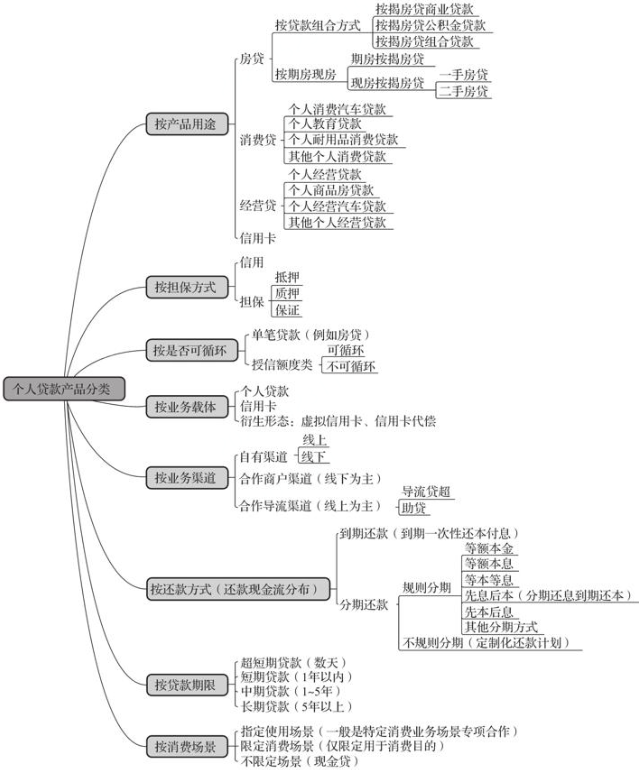 个人贷款产品分类
按产品用途
房贷
按贷款组合方式
按揭房贷商业贷款
按揭房贷公积金贷款
按揭房贷组合贷款
按期房现房
期房按揭房贷
现房按揭房贷
一手房贷
二手房贷
消费贷
个人消费汽车贷款
个人教育贷款
个人耐用品消费贷款
其他个人消费贷款
经营贷
个人经营贷款
个人商品房贷款
个人经营汽车贷款
其他个人经营贷款
信用卡
按担保方式
信用
担保
抵押
质押
保证
按是否可循环
单笔贷款（例如房贷）
授信额度类
可循环
不可循环
按业务载体
个人贷款
信用卡
衍生形态：虚拟信用卡、信用卡代偿
按业务渠道
自有渠道
线上
线下
合作商户渠道（线下为主）
合作导流渠道（线上为主）
导流贷超
助贷
按还款方式（还款现金流分布）
到期还款（到期一次性还本付息）
分期还款
规则分期
等额本金
等额本息
等本等息
先息后本（分期还息到期还本）
先本后息
其他分期方式
不规则分期（定制化还款计划）
按贷款期限
超短期贷款（数天）
短期贷款（1年以内）
中期贷款（1~5年）
长期贷款（5年以上）
按消费场景
指定使用场景（一般是特定消费业务场景专项合作）
限定消费场景（仅限定用于消费目的）
不限定场景（现金贷）